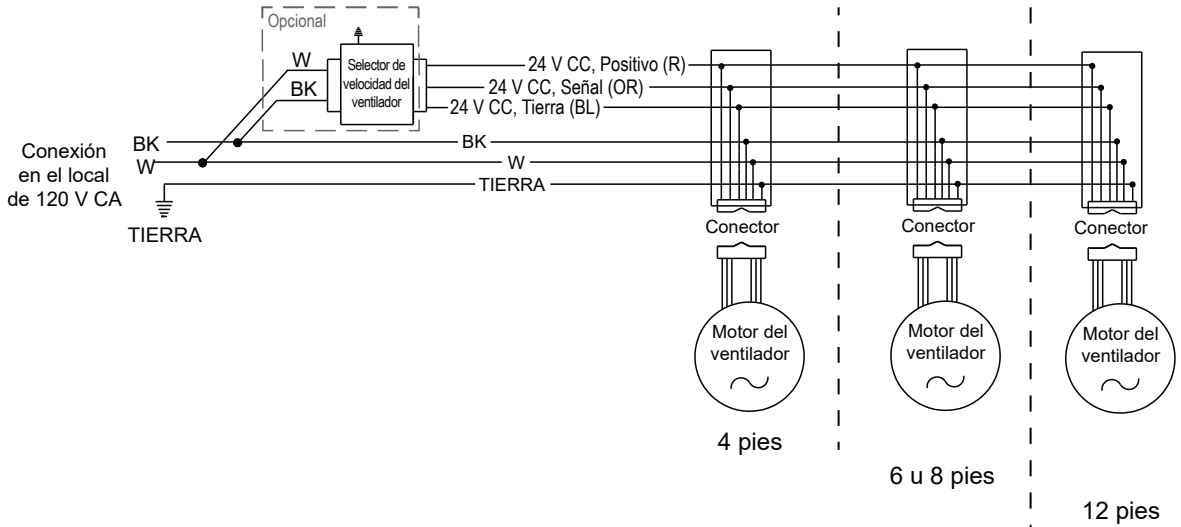 Opcional
W
BK
Selector de
velocidad del
ventilador
24 V CC, Positivo (R)
24 V CC, Señal (OR)
24 V CC, Tierra (BL)
Conexión
en el local
de 120 V CA
BK
W
BK
W
TIERRA
TIERRA
Conector
Conector
Conector
Motor del
ventilador
Motor del
ventilador
Motor del
ventilador
4 pies
6 u 8 pies
12 pies